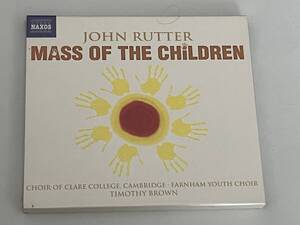 NAXOS
JOHN RUTTER
MASS OF THE CHILDREN
CHOIR OF CLARE COLLEGE, CAMBRIDGE · FARNHAM YOUTH CHOIR
TIMOTHY BROWN